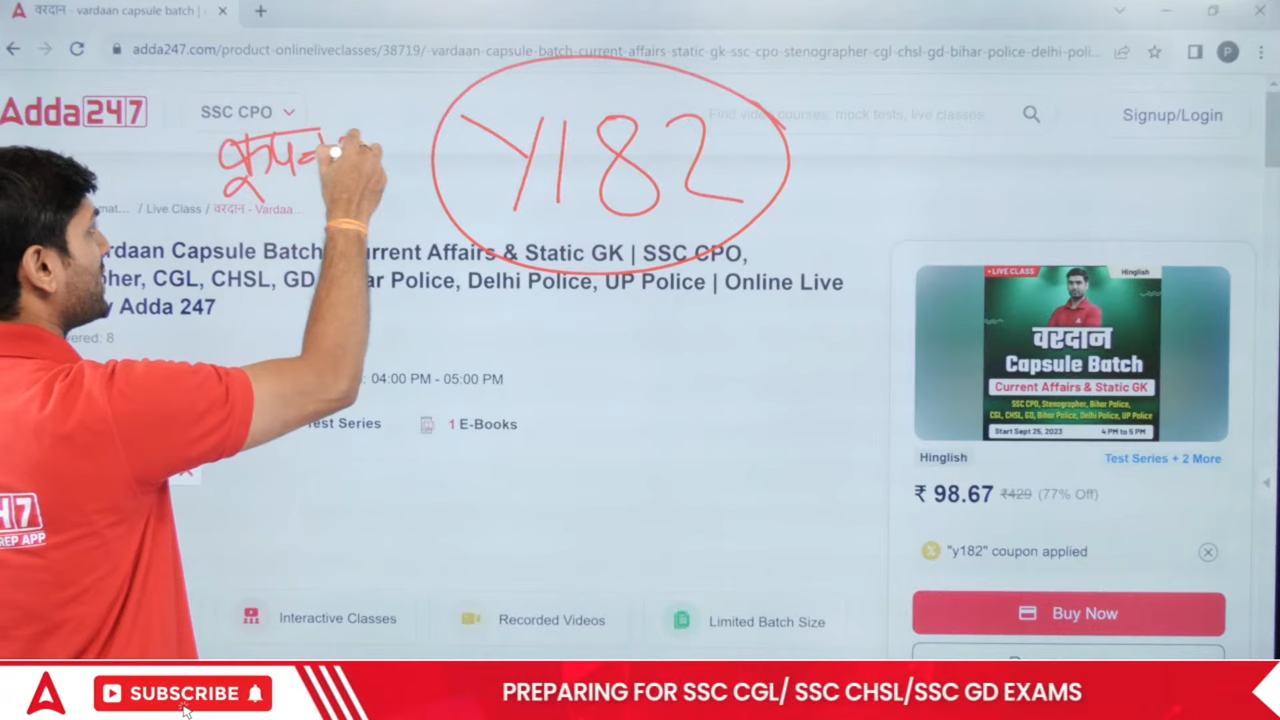 वरदान - vardaan capsule batch |
adda247.com/product-onlineliveclasses/38719/-vardaan-capsule-batch-current-affairs-static-gk-ssc-cpo-stenographer-cgl-chsl-gd-bihar-police-delhi-poli...
P
Adda247
SSC CPO
courses, mock tests, live classes
Signup/Login
Y182
/ Live Class / वरदान - Vardaa...
rdaan Capsule Batch
Current Affairs & Static GK | SSC CPO,
pher, CGL, CHSL, GD
ar Police, Delhi Police, UP Police | Online Live
y Adda 247
ered: 8
: 04:00 PM - 05:00 PM
Test Series
1 E-Books
LIVE CLASS
Hinglish
वरदान
Capsule Batch
Current Affairs & Static GK
SSC CPO, Stenographer, Bihar Police,
CGL, CHSL, GD, Bihar Police, Delhi Police, UP Police
Start Sept 25, 2023 4 PM to 5 PM
Hinglish
Test Series + 2 More
₹ 98.67 ₹429 (77% Off)
"y182" coupon applied
Buy Now
Interactive Classes
Recorded Videos
Limited Batch Size
47
REP APP
SUBSCRIBE
PREPARING FOR SSC CGL/ SSC CHSL/SSC GD EXAMS